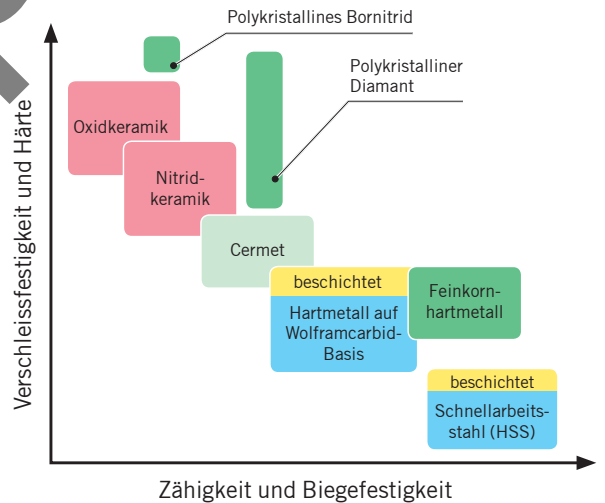 Polykristallines Bornitrid
Polykristalliner
Diamant
Verschleissfestigkeit und Härte
Oxidkeramik
Nitrid-
keramik
Cermet
beschichtet
Hartmetall auf
Wolframcarbid-
Basis
Feinkorn-
hartmetall
beschichtet
Schnellarbeits-
stahl (HSS)
Zähigkeit und Biegefestigkeit